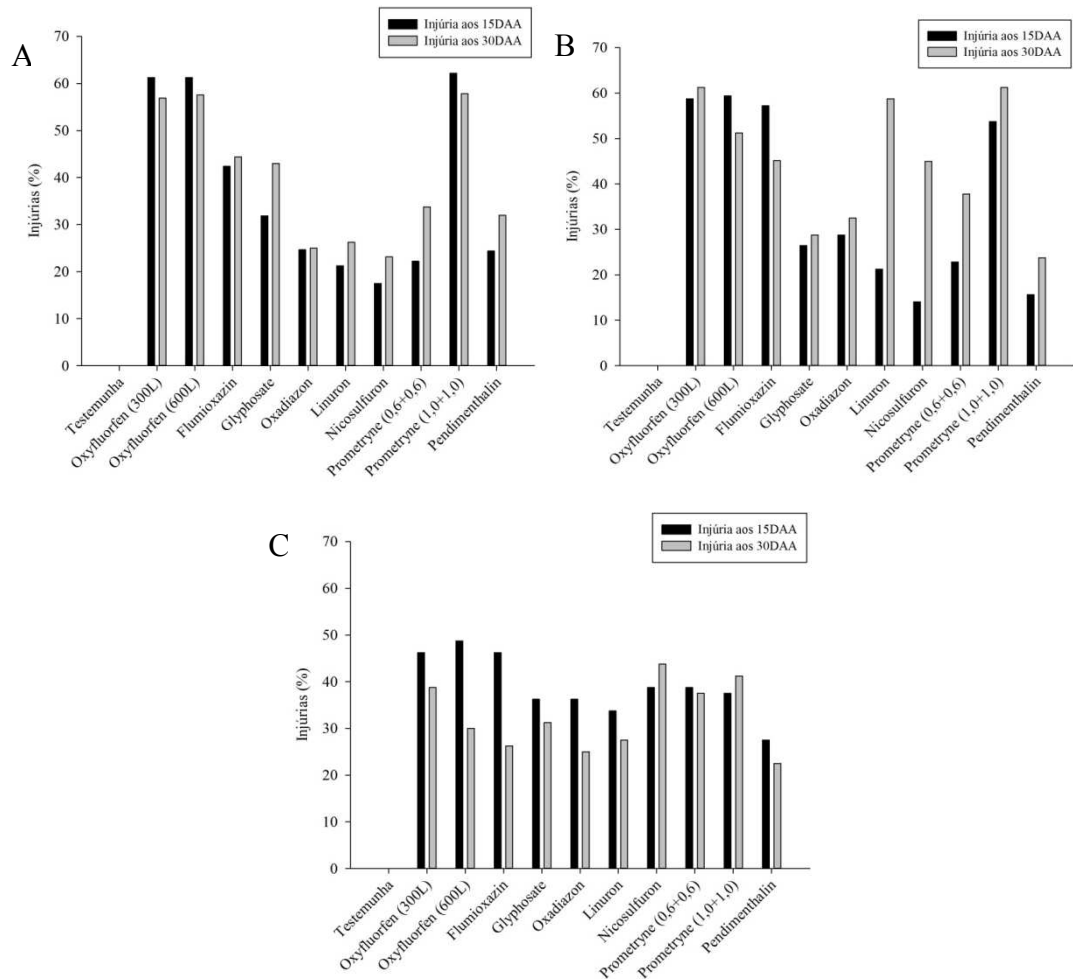 A
Injúria aos 15DAA
Injúria aos 30DAA
Injúrias (%)
70
60
50
40
30
20
10
0
Testemunha
Oxyfluorfen (300L)
Oxyfluorfen (600L)
Flumioxazin
Glyphosate
Oxadiazon
Linuron
Nicosulfuron
Prometryne (0,6+0,6)
Prometryne (1,0+1,0)
Pendimenthalin
B
Injúria aos 15DAA
Injúria aos 30DAA
Injúrias (%)
70
60
50
40
30
20
10
0
Testemunha
Oxyfluorfen (300L)
Oxyfluorfen (600L)
Flumioxazin
Glyphosate
Oxadiazon
Linuron
Nicosulfuron
Prometryne (0,6+0,6)
Prometryne (1,0+1,0)
Pendimenthalin
C
Injúria aos 15DAA
Injúria aos 30DAA
Injúrias (%)
70
60
50
40
30
20
10
0
Testemunha
Oxyfluorfen (300L)
Oxyfluorfen (600L)
Flumioxazin
Glyphosate
Oxadiazon
Linuron
Nicosulfuron
Prometryne (0,6+0,6)
Prometryne (1,0+1,0)
Pendimenthalin